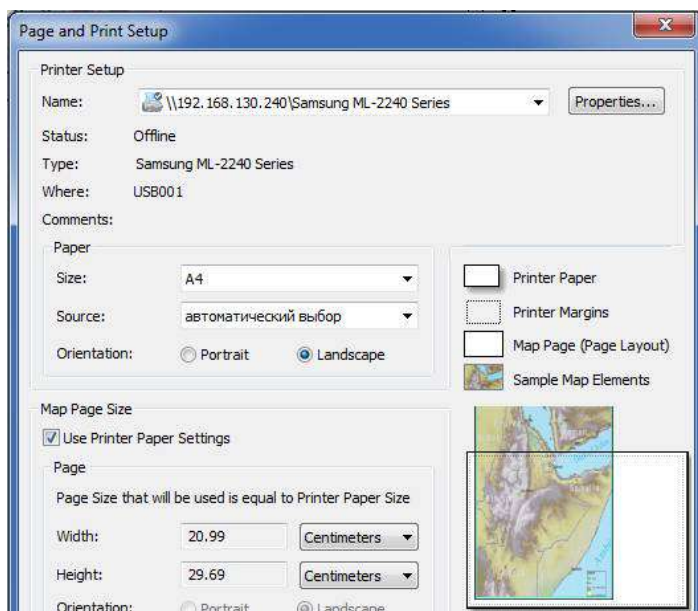 Page and Print Setup
Printer Setup
Name: \\192.168.130.240\Samsung ML-2240 Series Properties...
Status: Offline
Type: Samsung ML-2240 Series
Where: USB001
Comments:
Paper
Size: A4
Source: автоматический выбор
Orientation: Portrait Landscape
Printer Paper
Printer Margins
Map Page (Page Layout)
Sample Map Elements
Map Page Size
Use Printer Paper Settings
Page
Page Size that will be used is equal to Printer Paper Size
Width: 20.99 Centimeters
Height: 29.69 Centimeters
Orientation: Portrait Landscape